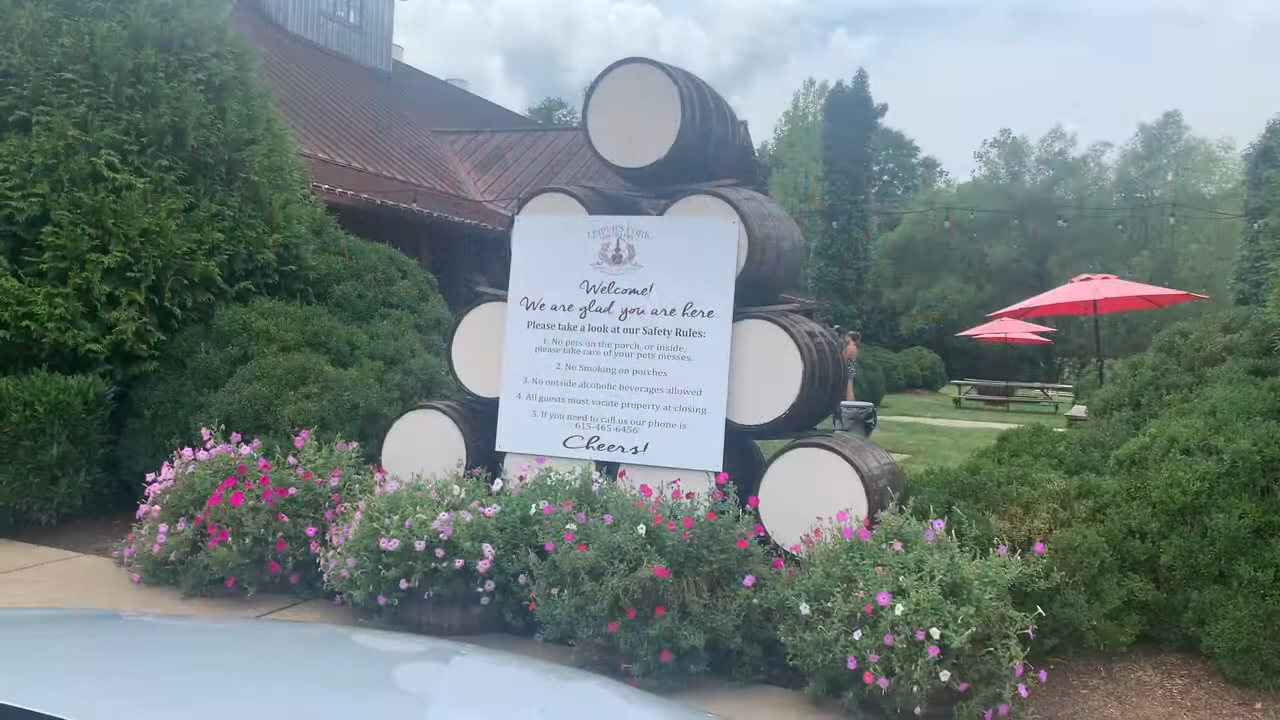 LEIPER'S FORK
Welcome!
We are glad you are here.
Please take a look at our Safety Rules:
1. No pets on the porch, or inside,
please take care of your pets messes.
2. No Smoking on porches
3. No outside alcoholic beverages allowed
4. All guests must vacate property at closing
5. If you need to call us our phone is
615-465-6456
Cheers!